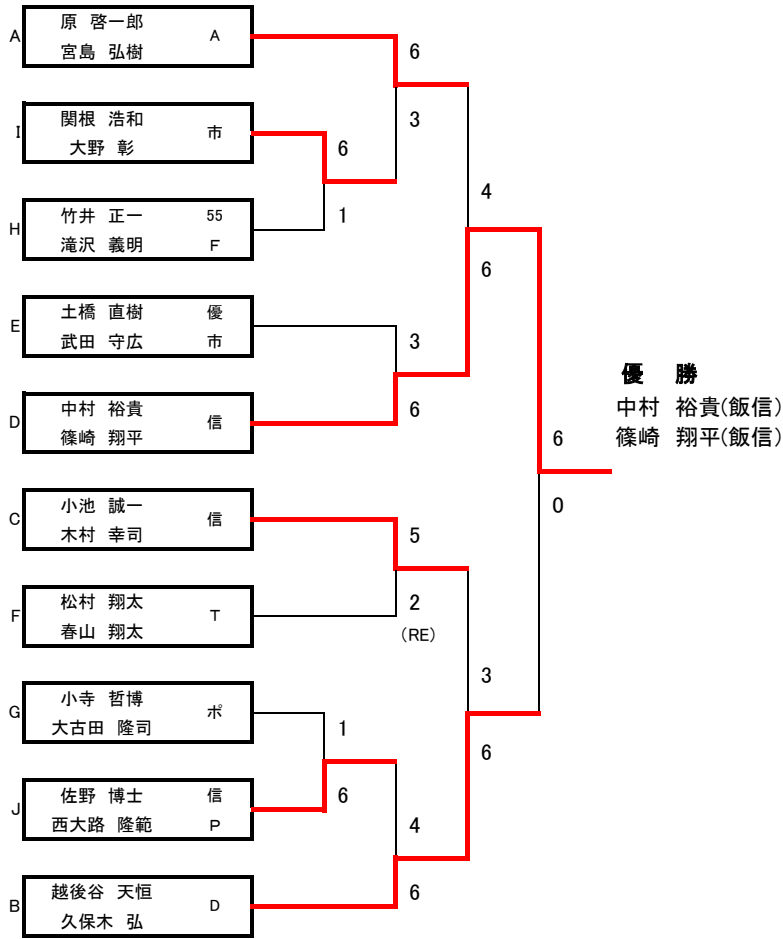 A 原 啓一郎 A
宮島 弘樹
6
I 関根 浩和 市
大野 彰
3
6
1
H 竹井 正一 55
滝沢 義明 F
4
6
E 土橋 直樹 優
武田 守広 市
3
6
D 中村 裕貴 信
篠崎 翔平
優 勝
中村 裕貴(飯信)
篠崎 翔平(飯信)
6
0
C 小池 誠一 信
木村 幸司
5
2
(RE)
F 松村 翔太 T
春山 翔太
3
6
G 小寺 哲博 ポ
大古田 隆司
1
6
J 佐野 博士 信
西大路 隆範 P
4
6
B 越後谷 天恒 D
久保木 弘